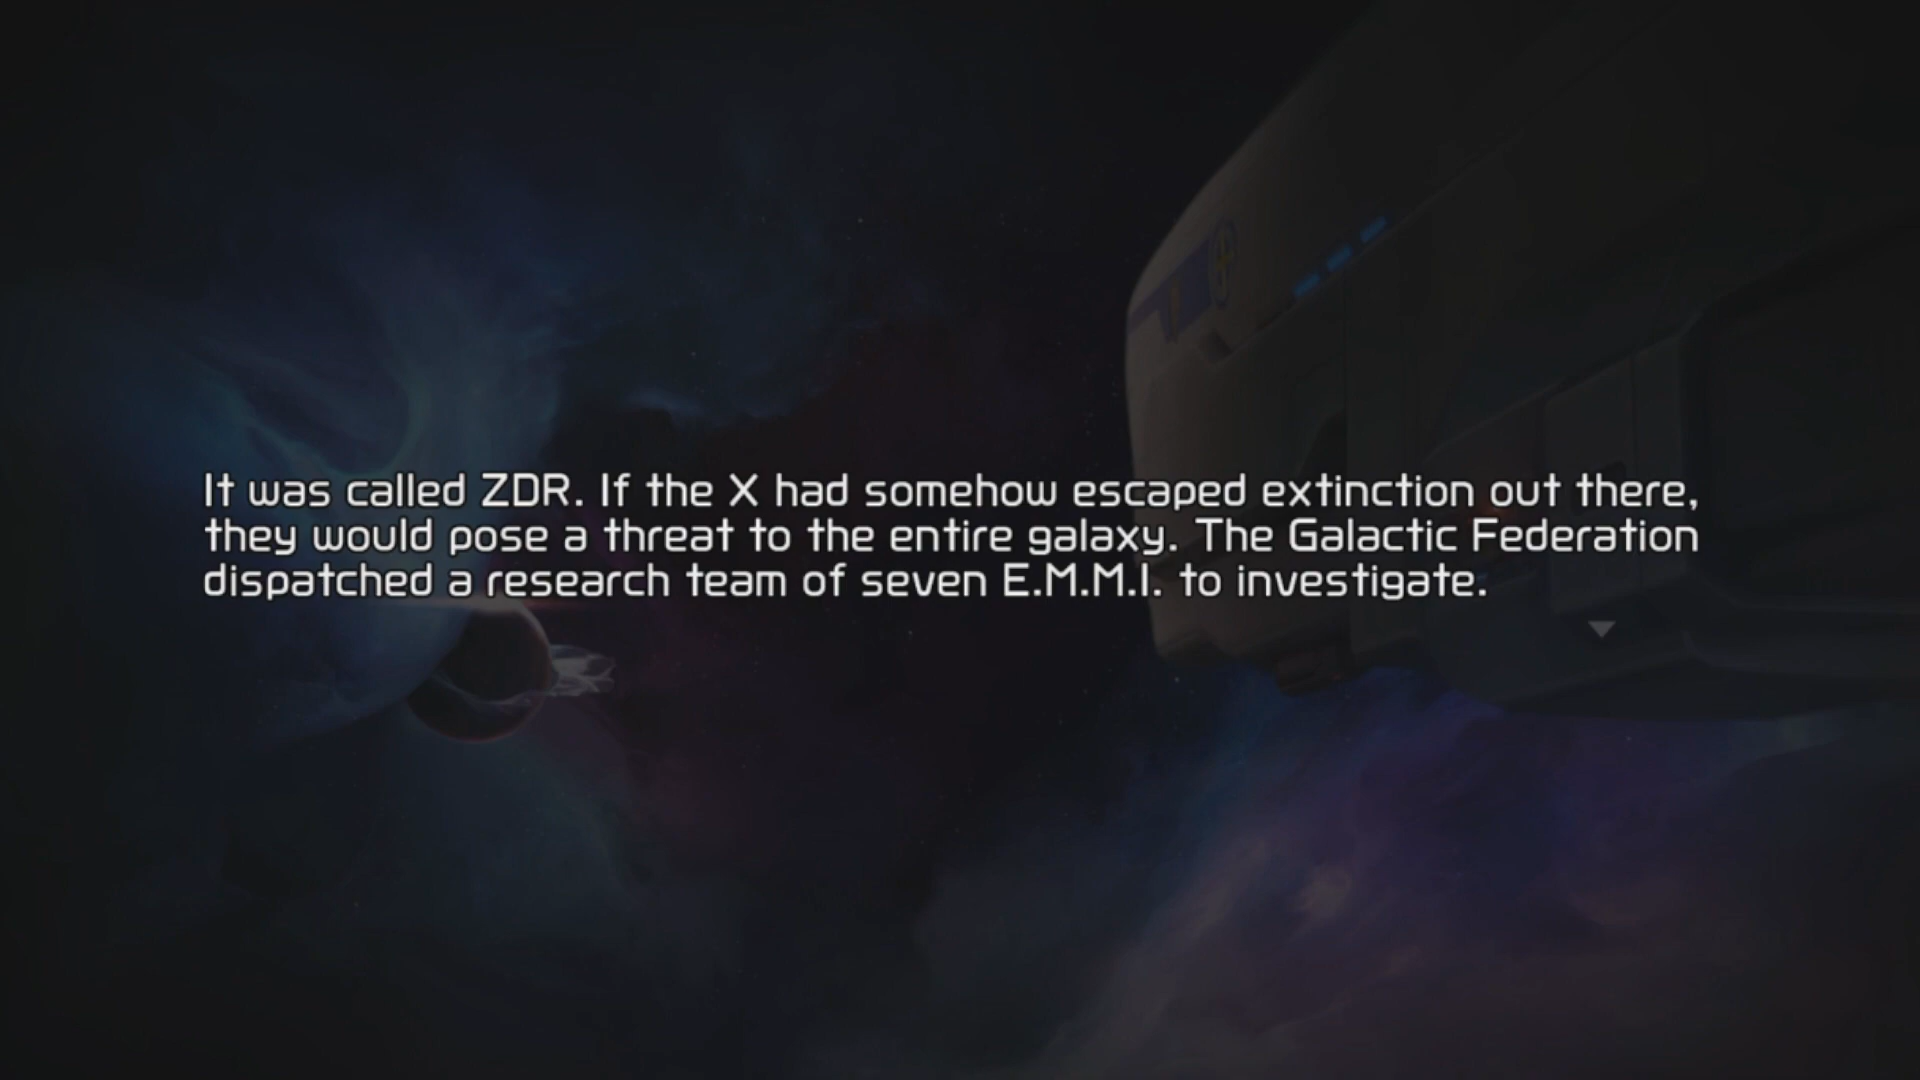 It was called ZDR. If the X had somehow escaped extinction out there,
they would pose a threat to the entire galaxy. The Galactic Federation
dispatched a research team of seven E.M.M.I. to investigate.